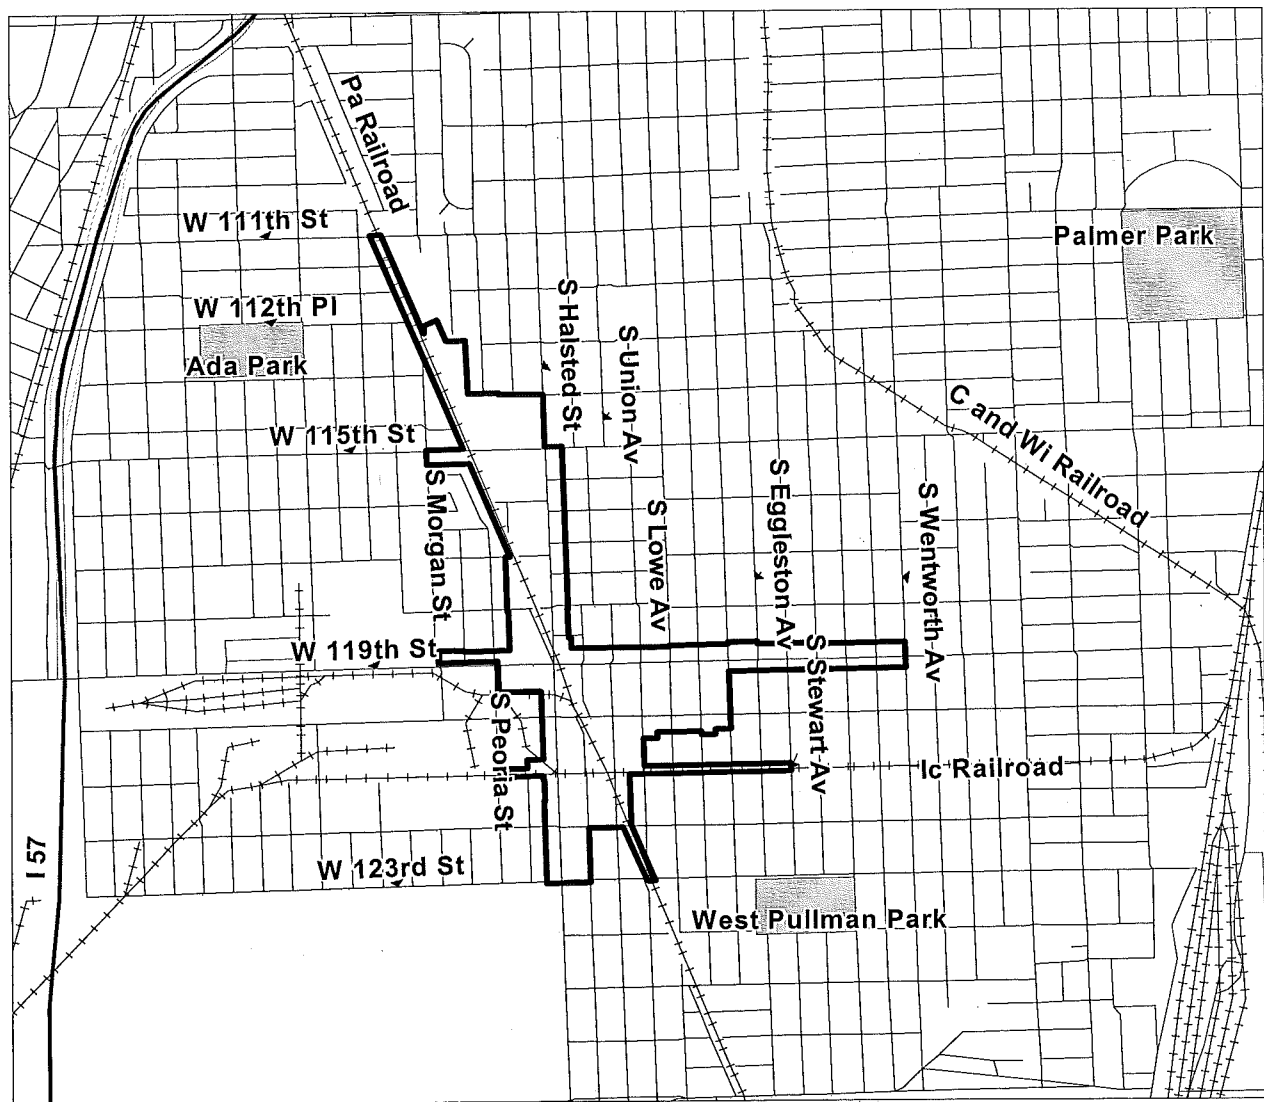 Pa Railroad
W 111th St
Palmer Park
W 112th Pl
S Halsted St
S Union Av
Ada Park
C and Wi Railroad
W 115th St
S Morgan St
S Lowe Av
S Eggleston Av
S Wentworth Av
W 119th St
S Stewart Av
S Peoria St
Ic Railroad
I 57
W 123rd St
West Pullman Park